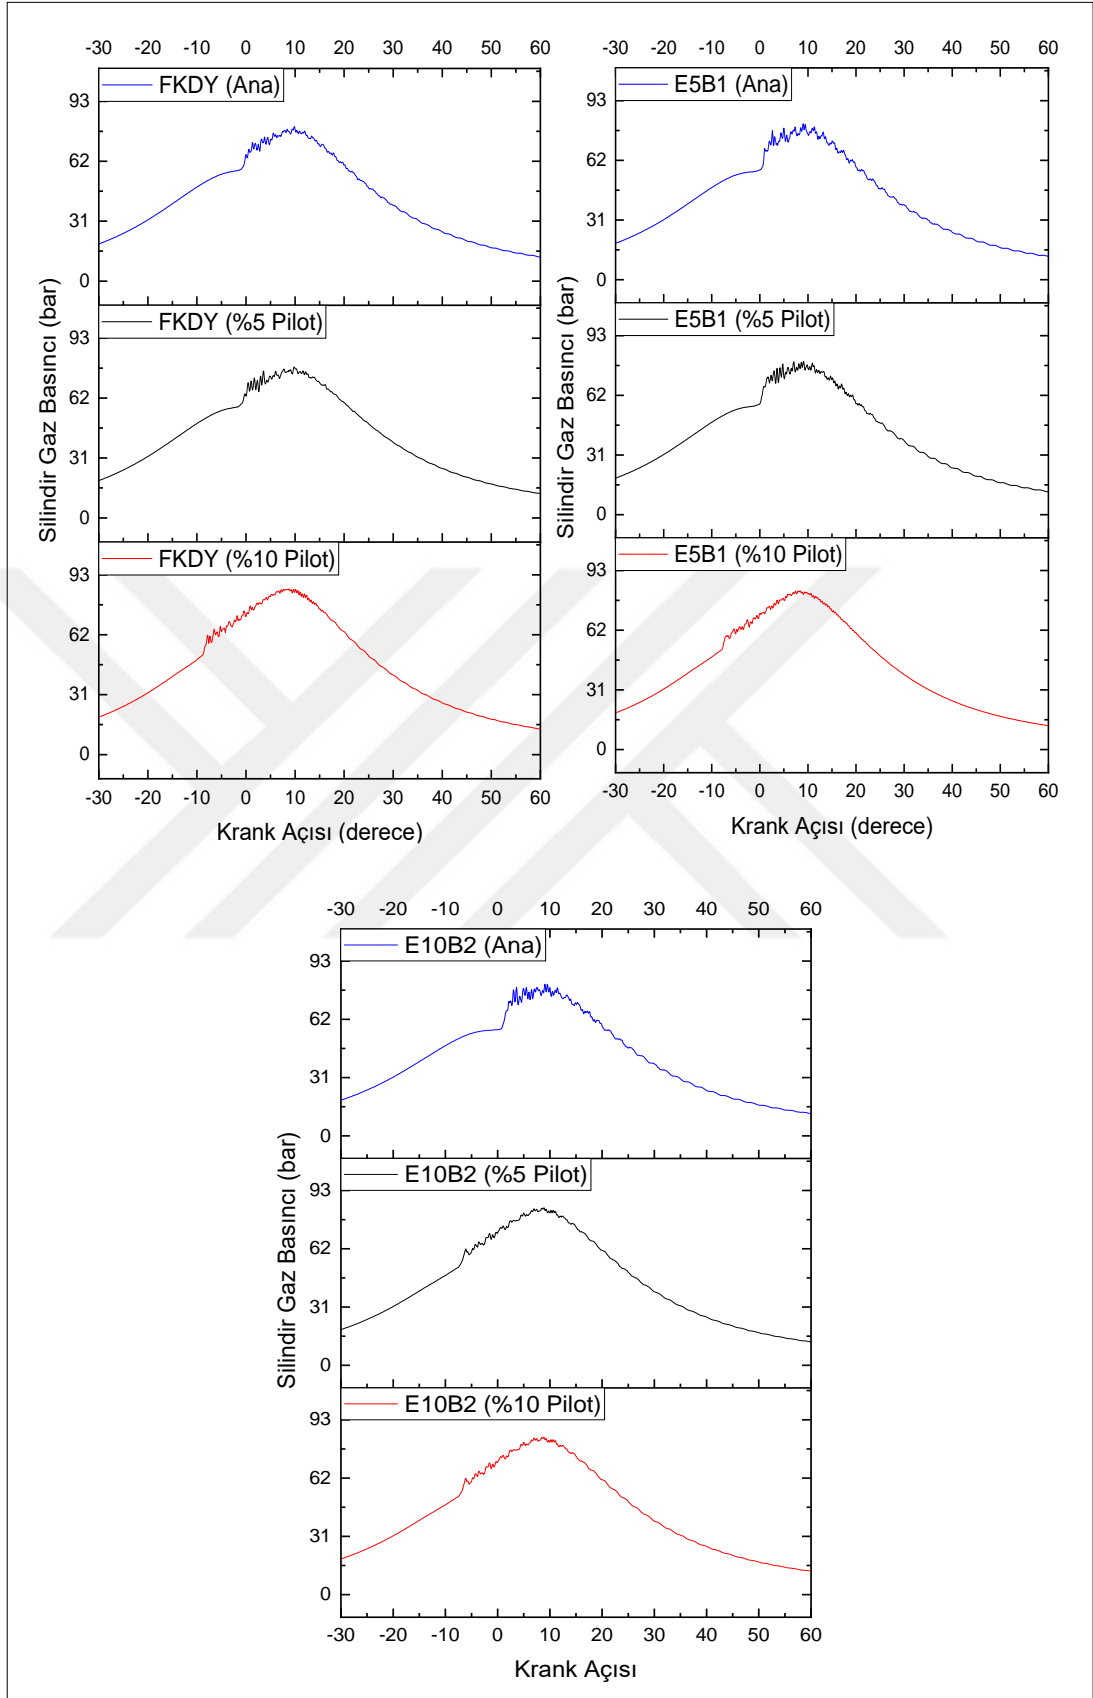 -30 -20 -10 0 10 20 30 40 50 60
FKDY (Ana)
93
62
31
0
FKDY (%5 Pilot)
93
62
31
0
FKDY (%10 Pilot)
93
62
31
0
-30 -20 -10 0 10 20 30 40 50 60
Krank Açısı (derece)
Silindir Gaz Basıncı (bar)
-30 -20 -10 0 10 20 30 40 50 60
E5B1 (Ana)
93
62
31
0
E5B1 (%5 Pilot)
93
62
31
0
E5B1 (%10 Pilot)
93
62
31
0
-30 -20 -10 0 10 20 30 40 50 60
Krank Açısı (derece)
Silindir Gaz Basıncı (bar)
-30 -20 -10 0 10 20 30 40 50 60
E10B2 (Ana)
93
62
31
0
E10B2 (%5 Pilot)
93
62
31
0
E10B2 (%10 Pilot)
93
62
31
0
-30 -20 -10 0 10 20 30 40 50 60
Krank Açısı
Silindir Gaz Basıncı (bar)